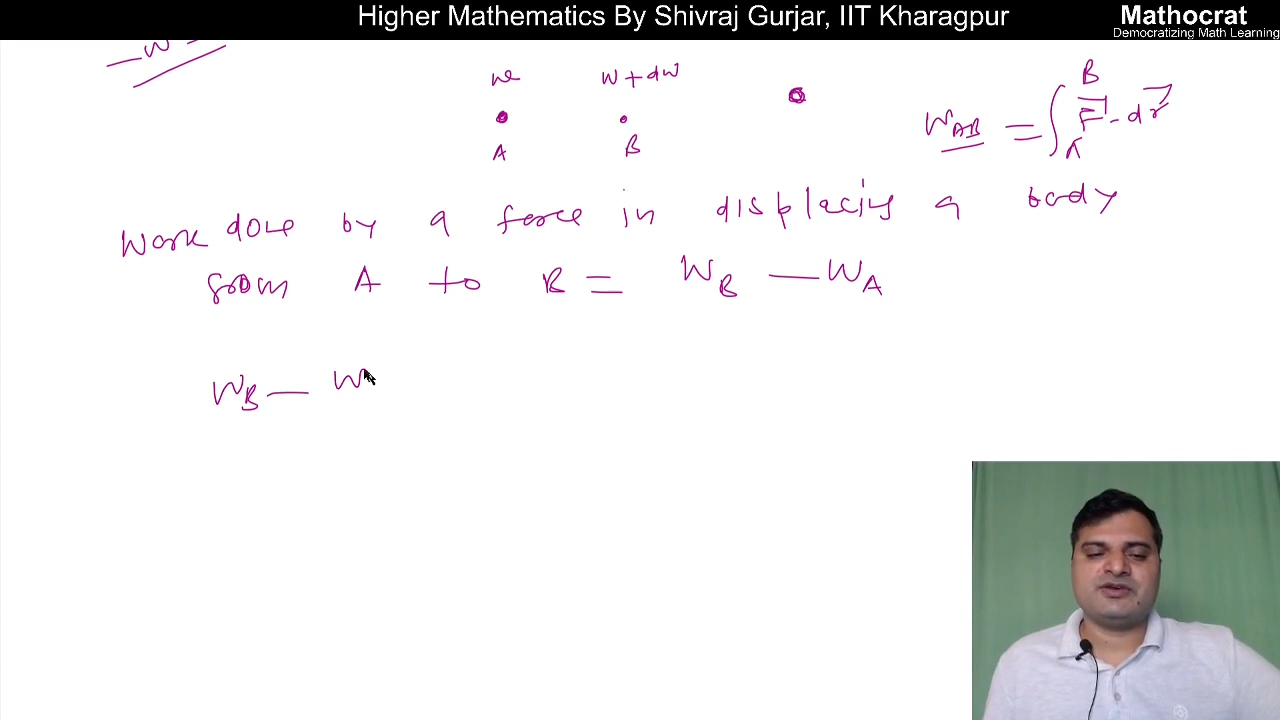 Higher Mathematics By Shivraj Gurjar, IIT Kharagpur
Mathocrat
Democratizing Math Learning
W W + dW
A B
W_AB = ∫_A^B F⃗ · dr⃗
Work done by a force in displacing a body
from A to B = W_B — W_A
W_B — W